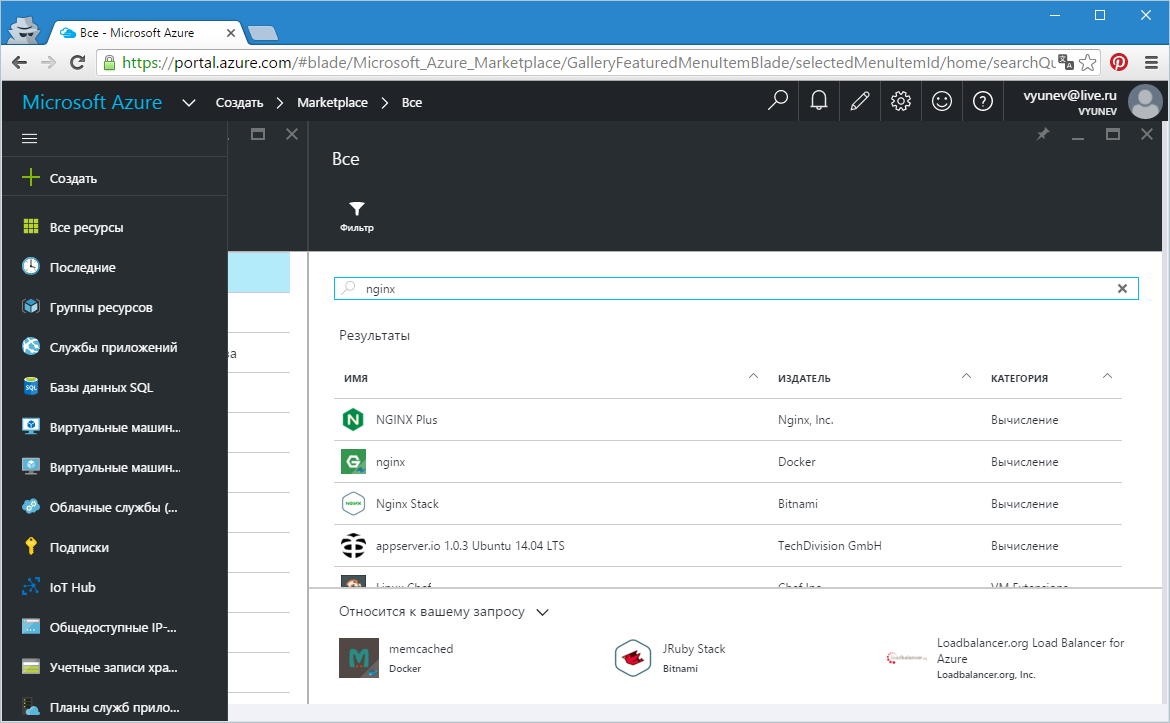 Все - Microsoft Azure
https://portal.azure.com/#blade/Microsoft_Azure_Marketplace/GalleryFeaturedMenuItemBlade/selectedMenuItemId/home/searchQu
Microsoft Azure
Создать
Marketplace
Все
vyunev@live.ru
VYUNEV
Создать
Все ресурсы
Последние
Группы ресурсов
Службы приложений
Базы данных SQL
Виртуальные машин...
Виртуальные машин...
Облачные службы (...
Подписки
IoT Hub
Общедоступные IP-...
Учетные записи хра...
Планы служб прило...
Все
Фильтр
nginx
Результаты
ИМЯ ИЗДАТЕЛЬ КАТЕГОРИЯ
NGINX Plus Nginx, Inc. Вычисление
nginx Docker Вычисление
Nginx Stack Bitnami Вычисление
appserver.io 1.0.3 Ubuntu 14.04 LTS TechDivision GmbH Вычисление
Linux Chef Chef Inc. VM Extensions
Относится к вашему запросу
memcached
Docker
JRuby Stack
Bitnami
Loadbalancer.org Load Balancer for
Azure
Loadbalancer.org, Inc.